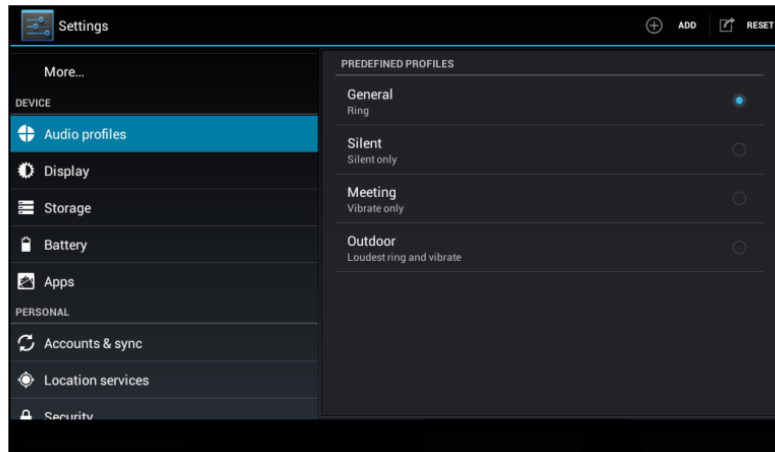 Settings
ADD
RESET
More...
DEVICE
Audio profiles
Display
Storage
Battery
Apps
PERSONAL
Accounts & sync
Location services
Security
PREDEFINED PROFILES
General
Ring
Silent
Silent only
Meeting
Vibrate only
Outdoor
Loudest ring and vibrate